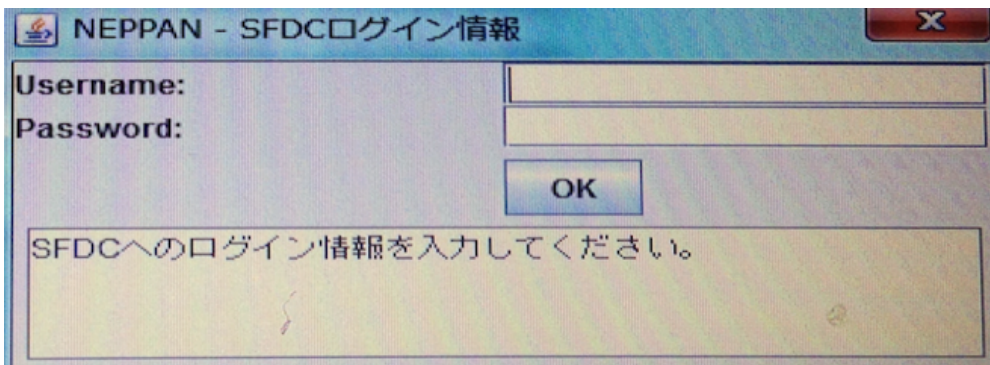 NEPPAN - SFDCログイン情報
Username:
Password:
OK
SFDCへのログイン情報を入力してください。